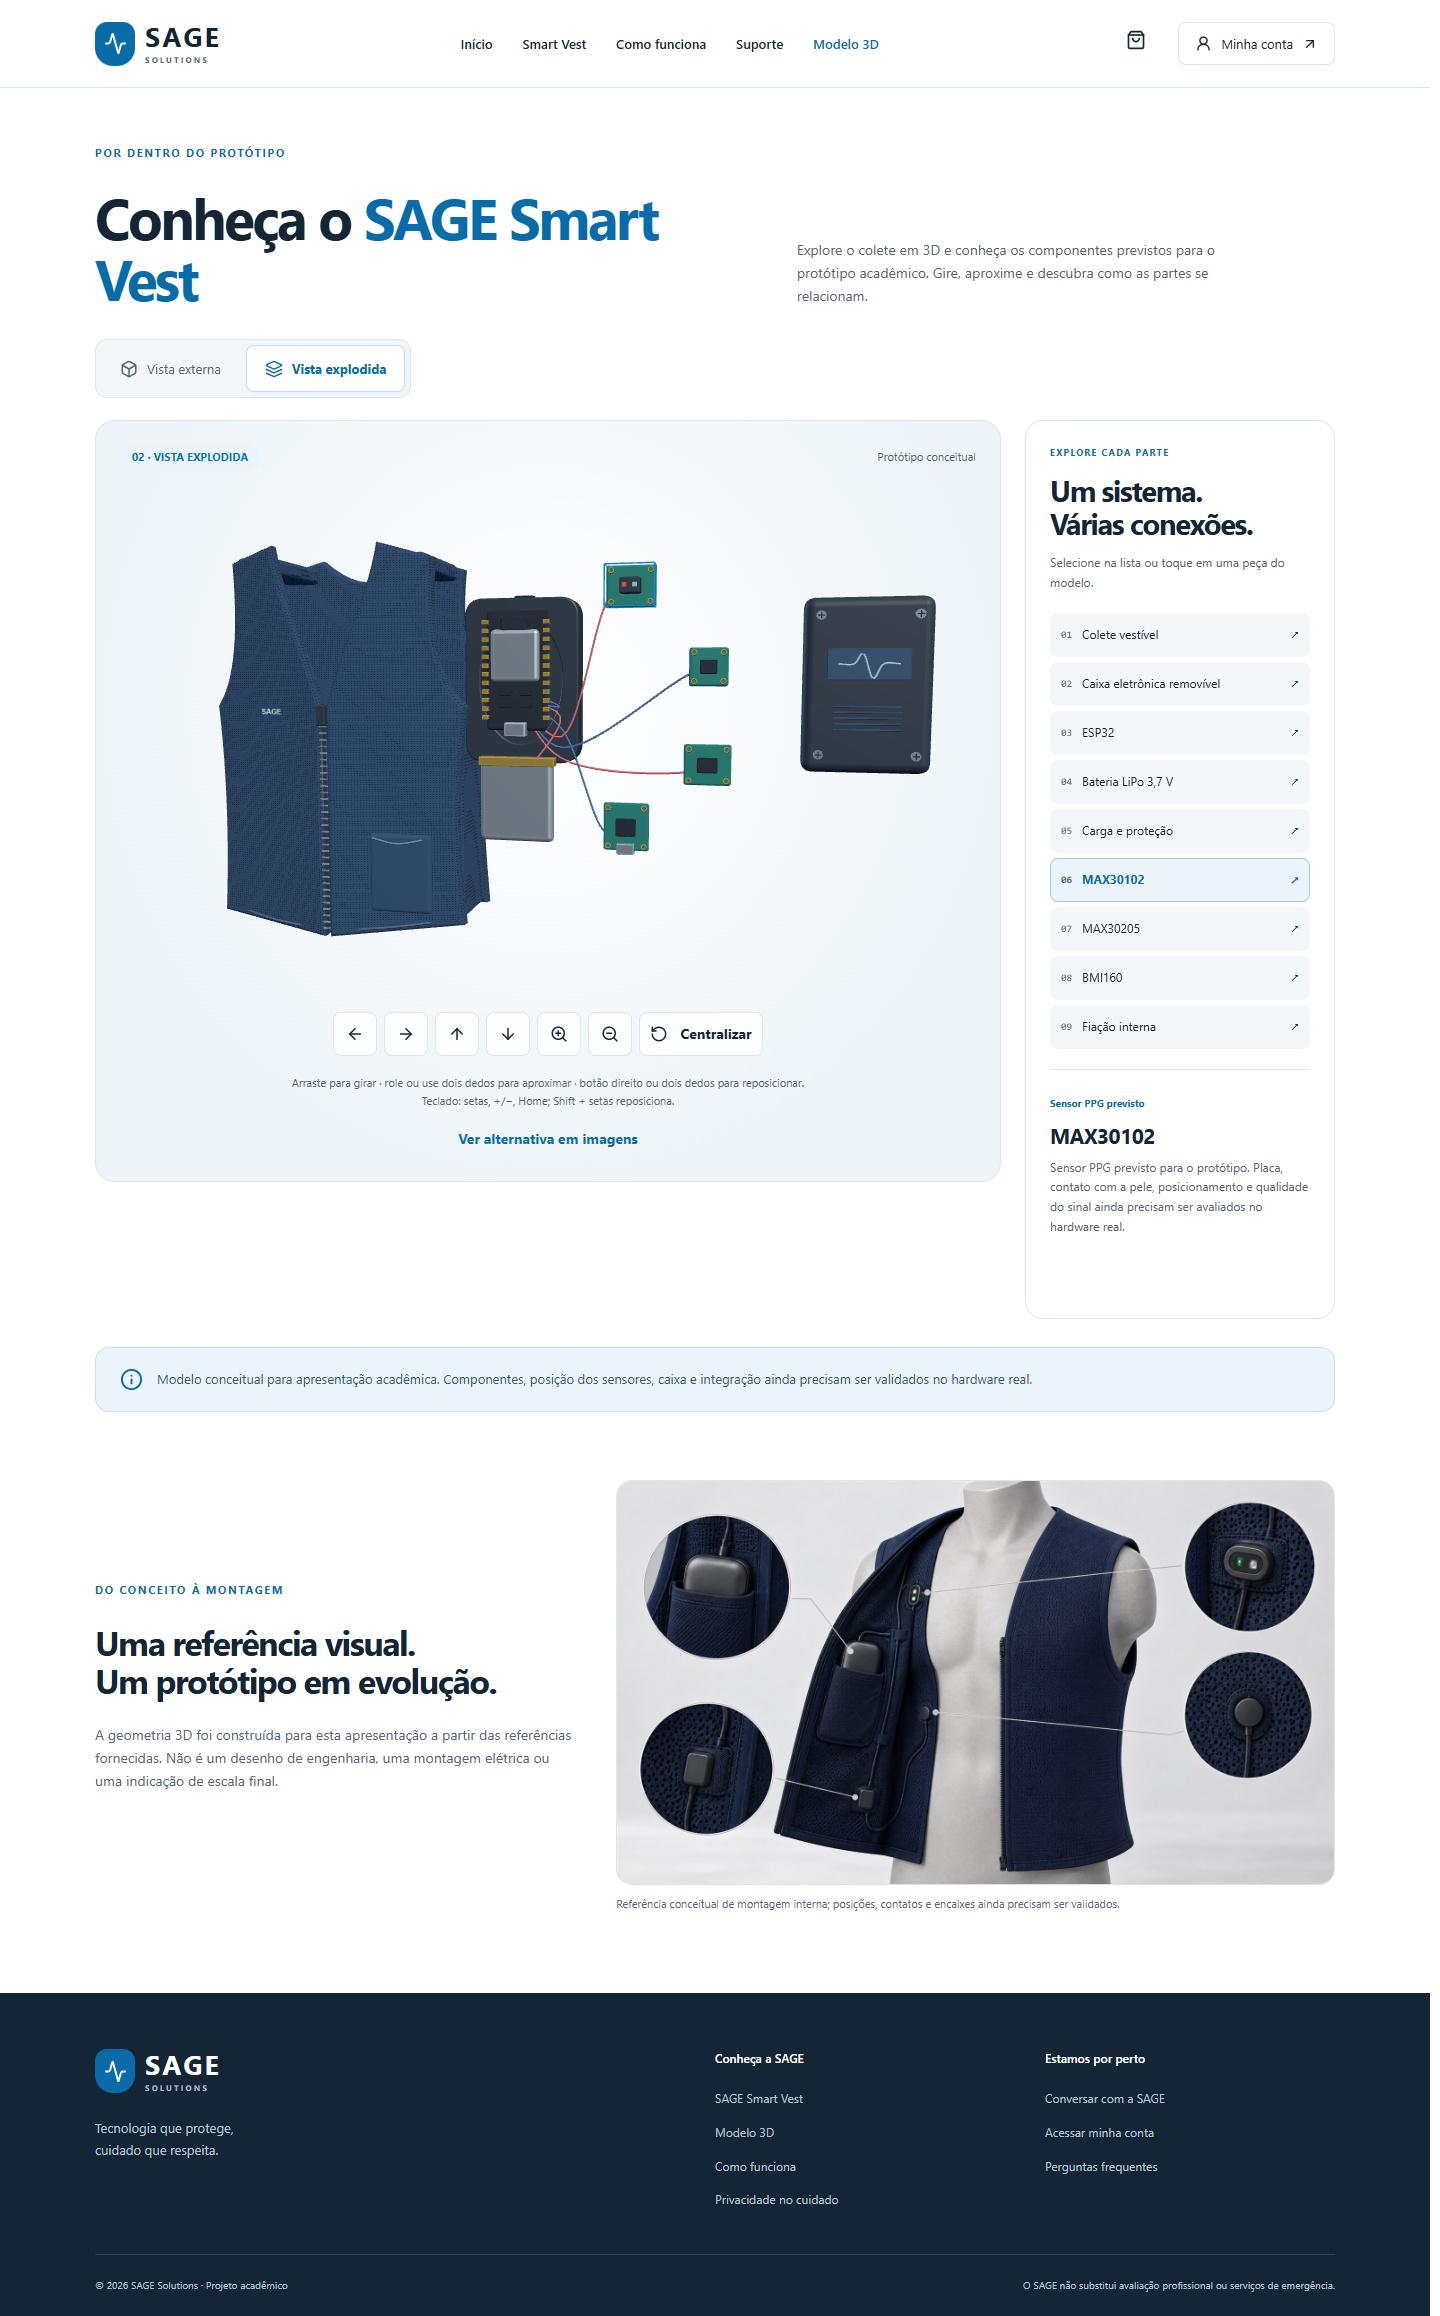 SAGE
SOLUTIONS
Início
Smart Vest
Como funciona
Suporte
Modelo 3D
Minha conta
POR DENTRO DO PROTÓTIPO
Conheça o SAGE Smart
Vest
Explore o colete em 3D e conheça os componentes previstos para o
protótipo acadêmico. Gire, aproxime e descubra como as partes se
relacionam.
Vista externa
Vista explodida
02 · VISTA EXPLODIDA
Protótipo conceitual
SAGE
Centralizar
Arraste para girar · role ou use dois dedos para aproximar · botão direito ou dois dedos para reposicionar.
Teclado: setas, +/−, Home; Shift + setas reposiciona.
Ver alternativa em imagens
EXPLORE CADA PARTE
Um sistema.
Várias conexões.
Selecione na lista ou toque em uma peça do
modelo.
01 Colete vestível
02 Caixa eletrônica removível
03 ESP32
04 Bateria LiPo 3,7 V
05 Carga e proteção
06 MAX30102
07 MAX30205
08 BMI160
09 Fiação interna
Sensor PPG previsto
MAX30102
Sensor PPG previsto para o protótipo. Placa,
contato com a pele, posicionamento e qualidade
do sinal ainda precisam ser avaliados no
hardware real.
Modelo conceitual para apresentação acadêmica. Componentes, posição dos sensores, caixa e integração ainda precisam ser validados no hardware real.
DO CONCEITO À MONTAGEM
Uma referência visual.
Um protótipo em evolução.
A geometria 3D foi construída para esta apresentação a partir das referências
fornecidas. Não é um desenho de engenharia, uma montagem elétrica ou
uma indicação de escala final.
Referência conceitual de montagem interna; posições, contatos e encaixes ainda precisam ser validados.
SAGE
SOLUTIONS
Tecnologia que protege,
cuidado que respeita.
Conheça a SAGE
SAGE Smart Vest
Modelo 3D
Como funciona
Privacidade no cuidado
Estamos por perto
Conversar com a SAGE
Acessar minha conta
Perguntas frequentes
© 2026 SAGE Solutions · Projeto acadêmico
O SAGE não substitui avaliação profissional ou serviços de emergência.